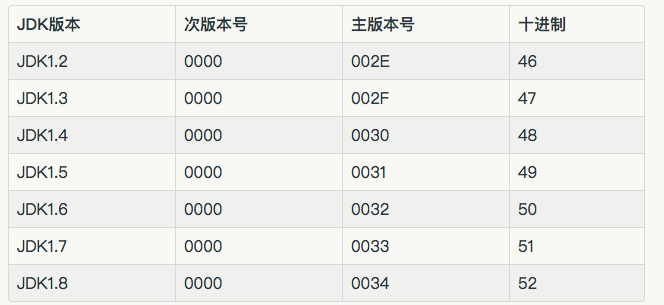 JDK版本 次版本号 主版本号 十进制
JDK1.2 0000 002E 46
JDK1.3 0000 002F 47
JDK1.4 0000 0030 48
JDK1.5 0000 0031 49
JDK1.6 0000 0032 50
JDK1.7 0000 0033 51
JDK1.8 0000 0034 52